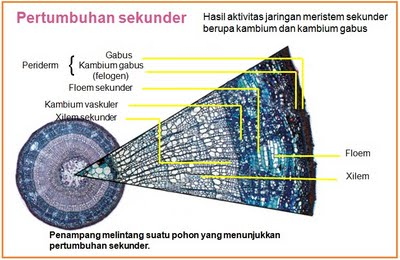 Pertumbuhan sekunder
Hasil aktivitas jaringan meristem sekunder
berupa kambium dan kambium gabus
Periderm {
Gabus
Kambium gabus
(felogen)
Floem sekunder
Kambium vaskuler
Xilem sekunder
Floem
Xilem
Penampang melintang suatu pohon yang menunjukkan
pertumbuhan sekunder.